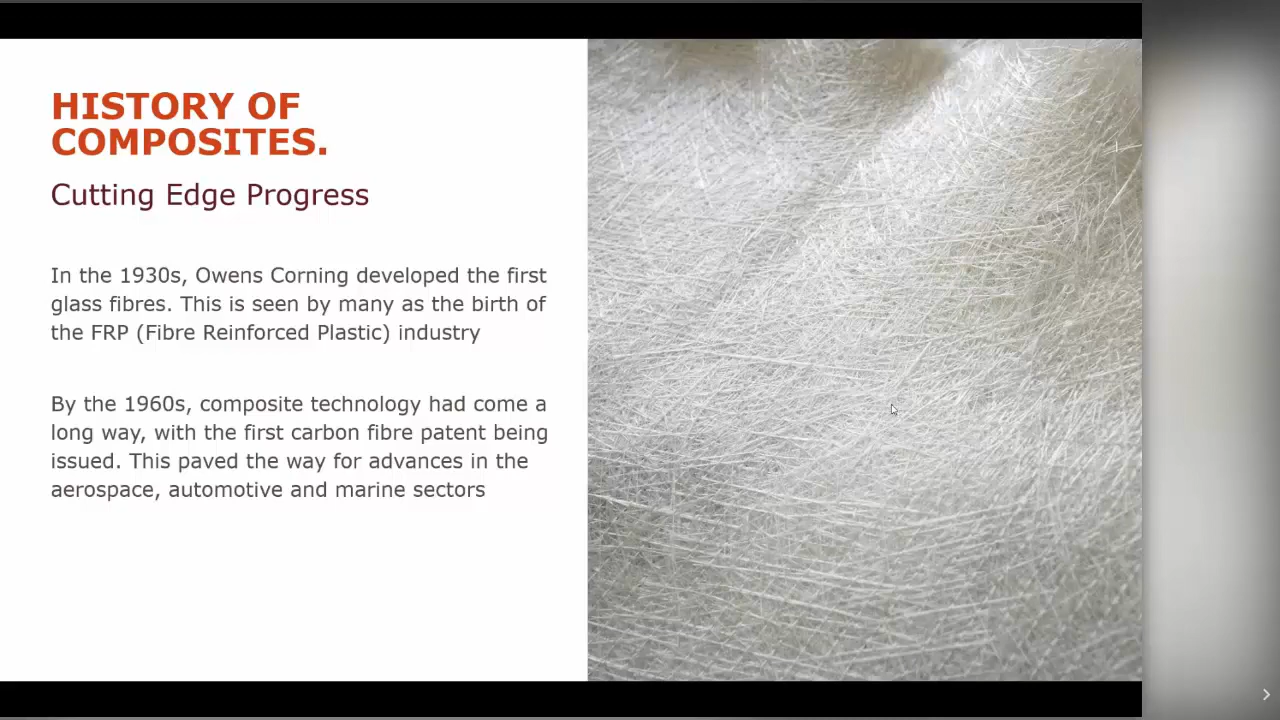 HISTORY OF
COMPOSITES.
Cutting Edge Progress
In the 1930s, Owens Corning developed the first
glass fibres. This is seen by many as the birth of
the FRP (Fibre Reinforced Plastic) industry
By the 1960s, composite technology had come a
long way, with the first carbon fibre patent being
issued. This paved the way for advances in the
aerospace, automotive and marine sectors